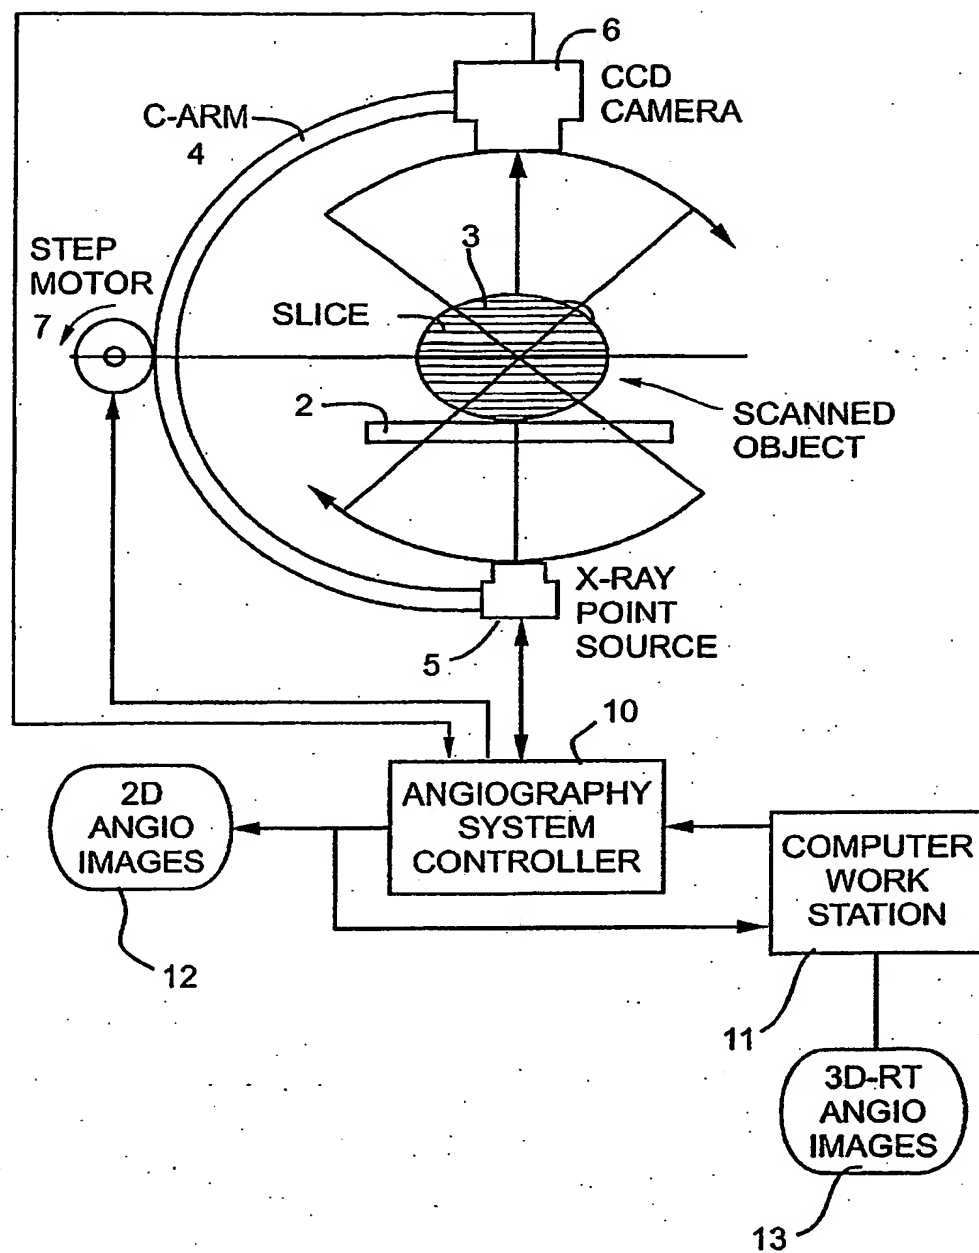 6
CCD
CAMERA
C-ARM
4
STEP
MOTOR
7
3
SLICE
2
SCANNED
OBJECT
X-RAY
POINT
SOURCE
5
10
ANGIOGRAPHY
SYSTEM
CONTROLLER
2D
ANGIO
IMAGES
12
COMPUTER
WORK
STATION
11
3D-RT
ANGIO
IMAGES
13